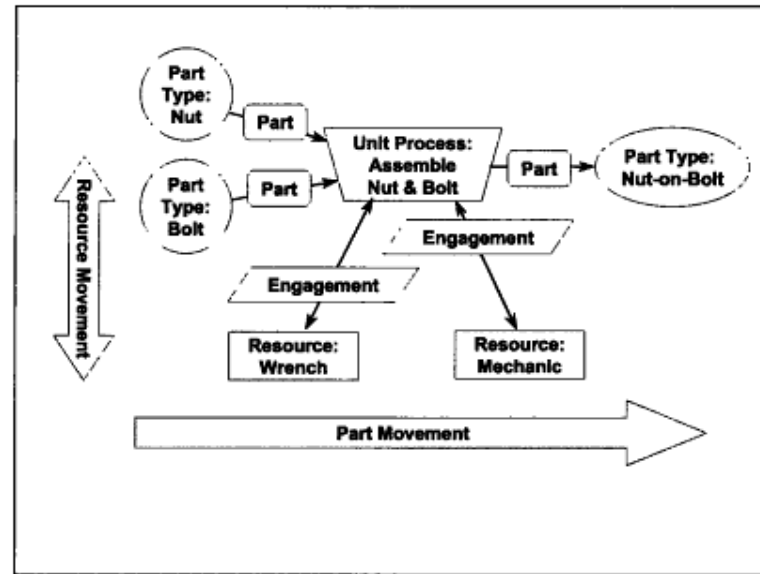 Part
Type:
Nut
Part
Unit Process:
Assemble
Nut & Bolt
Part
Part Type:
Nut-on-Bolt
Part
Type:
Bolt
Part
Resource Movement
Engagement
Engagement
Resource:
Wrench
Resource:
Mechanic
Part Movement